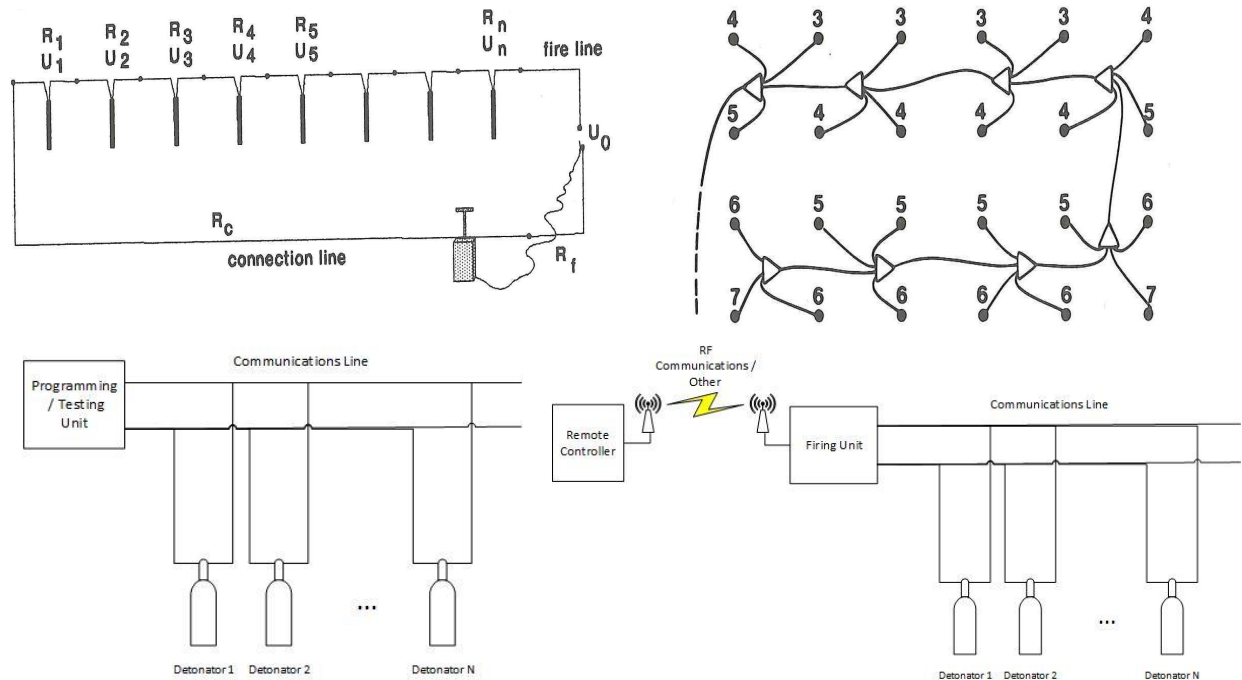 R1 R2 R3 R4 R5 Rn
U1 U2 U3 U4 U5 Un
fire line
U0
Rc
connection line
Rf
4 3 3 3 3 4
5 4 4 4 4 5
6 5 5 5 5 6
7 6 6 6 6 7
Communications Line
Programming
/ Testing
Unit
...
Detonator 1 Detonator 2 Detonator N
RF
Communications /
Other
Remote
Controller
Firing Unit
Communications Line
...
Detonator 1 Detonator 2 Detonator N